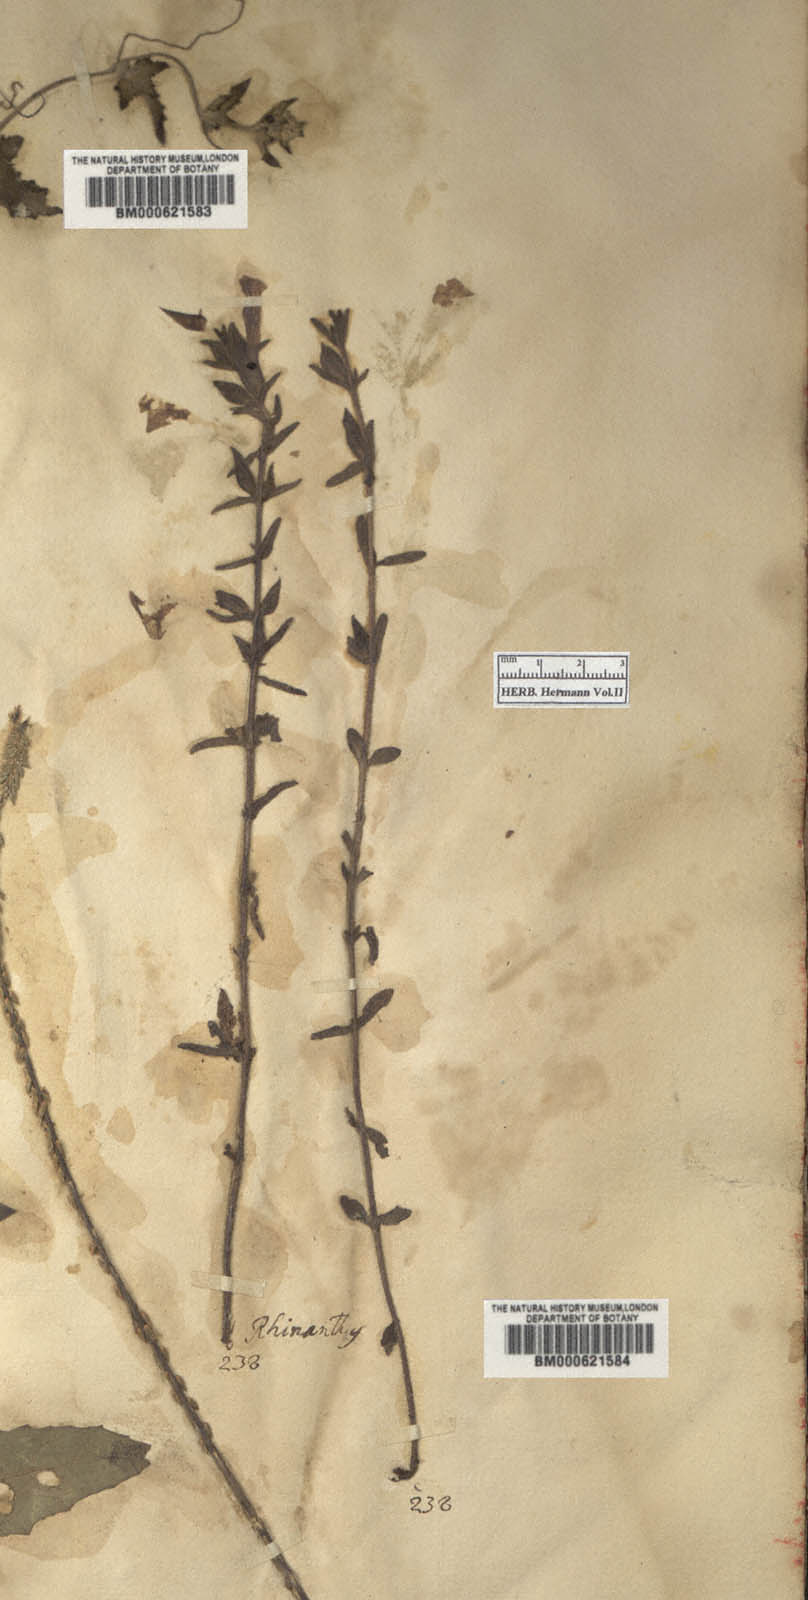 THE NATURAL HISTORY MUSEUM, LONDON
DEPARTMENT OF BOTANY
BM000621583
mm 1 2 3
HERB. Hermann Vol.II
THE NATURAL HISTORY MUSEUM, LONDON
DEPARTMENT OF BOTANY
BM000621584
Rhinanthy
238
238